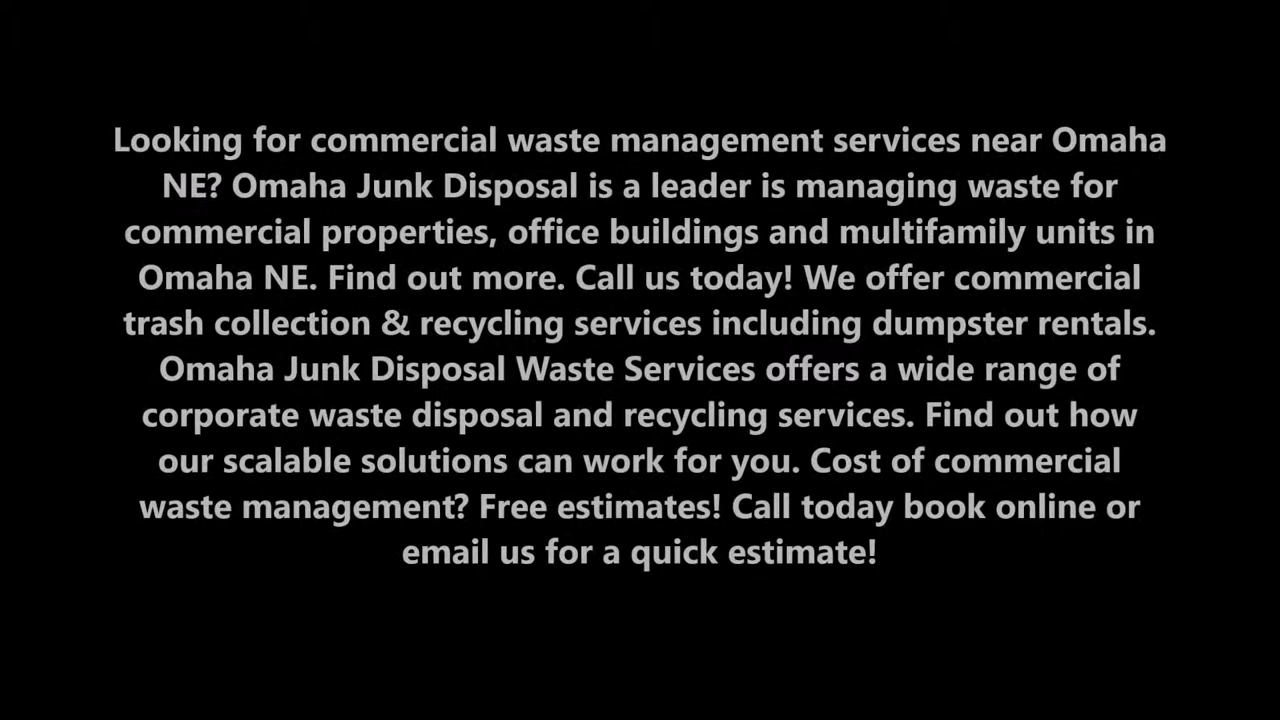 Looking for commercial waste management services near Omaha
NE? Omaha Junk Disposal is a leader is managing waste for
commercial properties, office buildings and multifamily units in
Omaha NE. Find out more. Call us today! We offer commercial
trash collection & recycling services including dumpster rentals.
Omaha Junk Disposal Waste Services offers a wide range of
corporate waste disposal and recycling services. Find out how
our scalable solutions can work for you. Cost of commercial
waste management? Free estimates! Call today book online or
email us for a quick estimate!